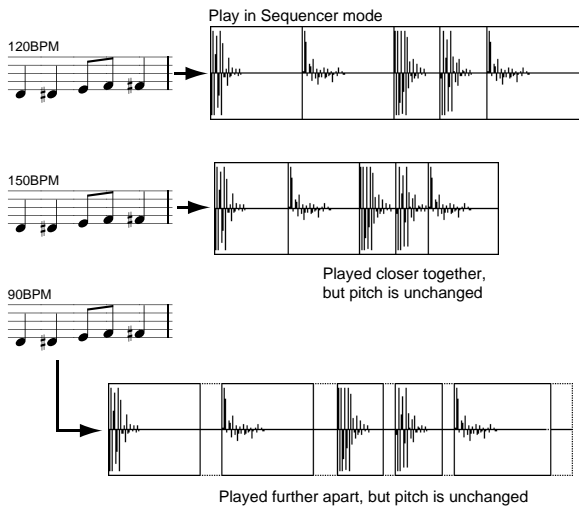 Play in Sequencer mode
120BPM
150BPM
Played closer together,
but pitch is unchanged
90BPM
Played further apart, but pitch is unchanged